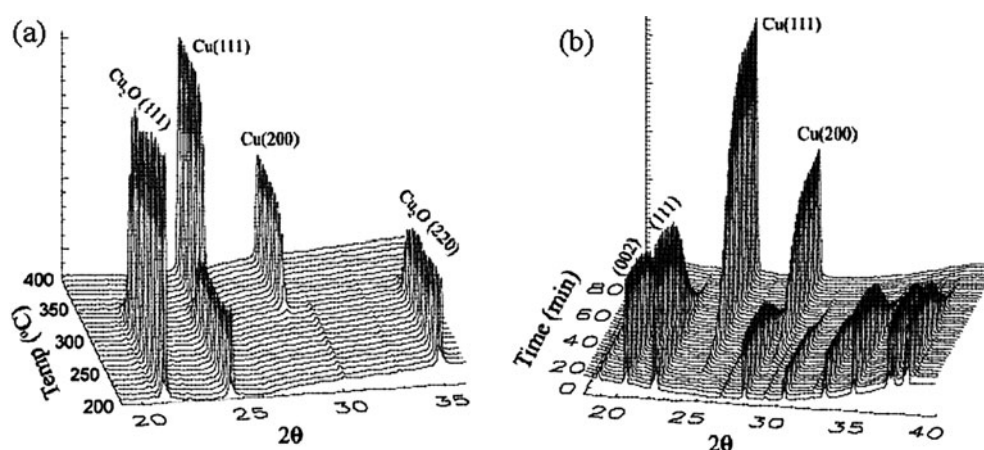 (a)
Cu(111)
Cu₂O (111)
Cu(200)
Cu₂O (220)
400
350
300
250
200
Temp (°C)
20
25
30
35
2θ
(b)
Cu(111)
Cu(200)
(002)
(111)
80
60
40
20
0
Time (min)
20
25
30
35
40
2θ